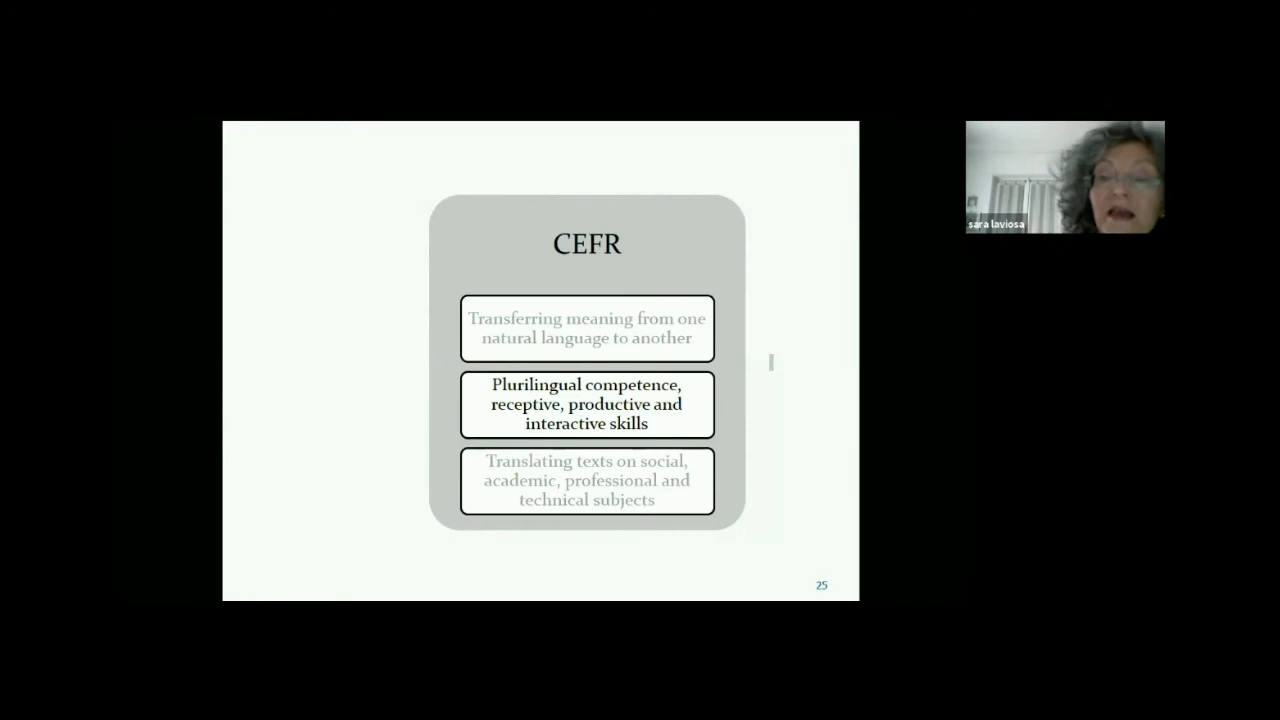 CEFR
Transferring meaning from one
natural language to another
Plurilingual competence,
receptive, productive and
interactive skills
Translating texts on social,
academic, professional and
technical subjects
25
sara laviosa